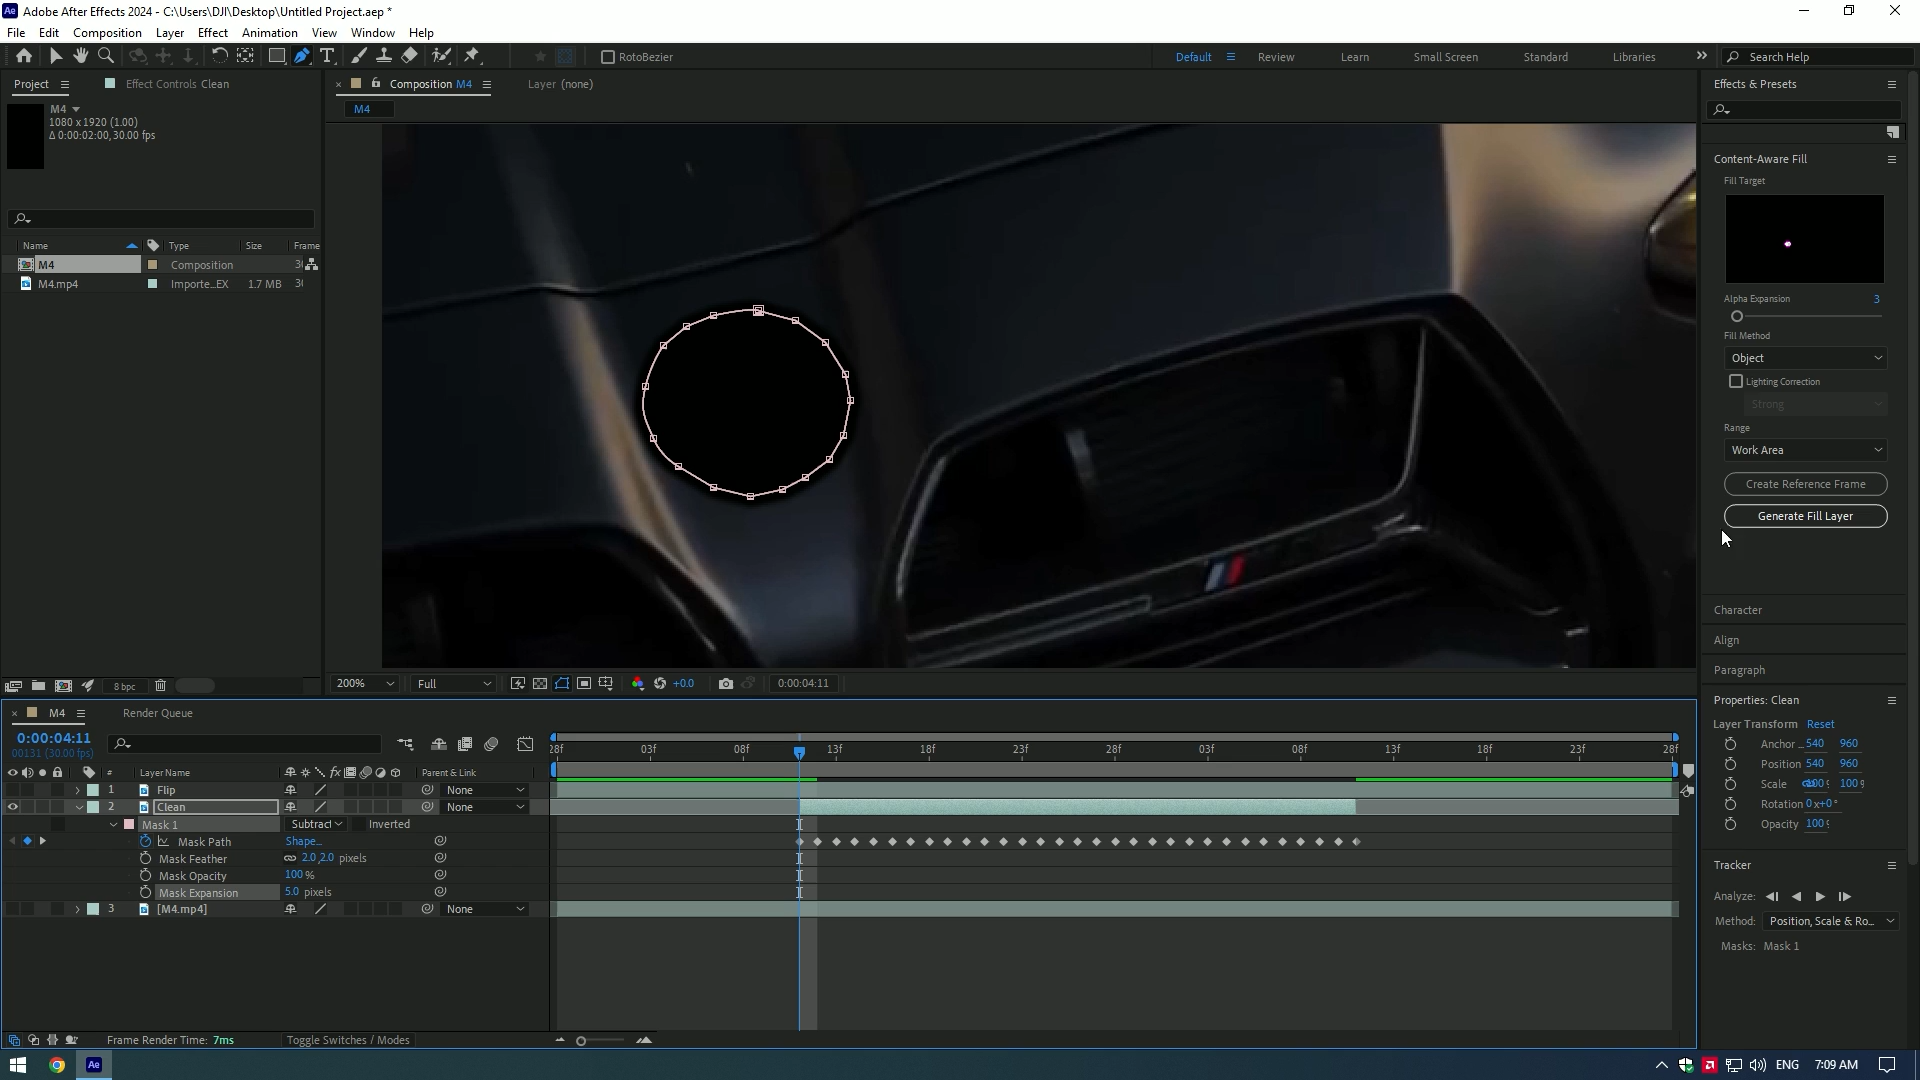 Adobe After Effects 2024 - C:\Users\DJI\Desktop\Untitled Project.aep *
File Edit Composition Layer Effect Animation View Window Help
RotoBezier
Default Review Learn Small Screen Standard Libraries Search Help
Project Effect Controls Clean
Composition M4 Layer (none)
M4
M4
1080 x 1920 (1.00)
Δ 0:00:02:00, 30.00 fps
Name Type Size Frame
M4 Composition
M4.mp4 Importe...EX 1.7 MB
8 bpc
200% Full +0.0 0:00:04:11
Effects & Presets
Content-Aware Fill
Fill Target
Alpha Expansion 3
Fill Method
Object
Lighting Correction
Strong
Range
Work Area
Create Reference Frame
Generate Fill Layer
Character
Align
Paragraph
Properties: Clean
Layer Transform Reset
Anchor .. 540 960
Position 540 960
Scale 100
Rotation 0x+0°
Opacity 100
Tracker
Analyze:
Method: Position, Scale & Ro...
Masks: Mask 1
M4 Render Queue
0:00:04:11
00131 (30.00 fps)
28f 03f 08f 13f 18f 23f 28f 03f 08f 13f 18f 23f 28f
# Layer Name fx Parent & Link
1 Flip None
2 Clean None
Mask 1 Subtract Inverted
Mask Path Shape...
Mask Feather 2.0,2.0 pixels
Mask Opacity 100 %
Mask Expansion 5.0 pixels
3 [M4.mp4] None
Frame Render Time: 7ms Toggle Switches / Modes
Ae ENG 7:09 AM